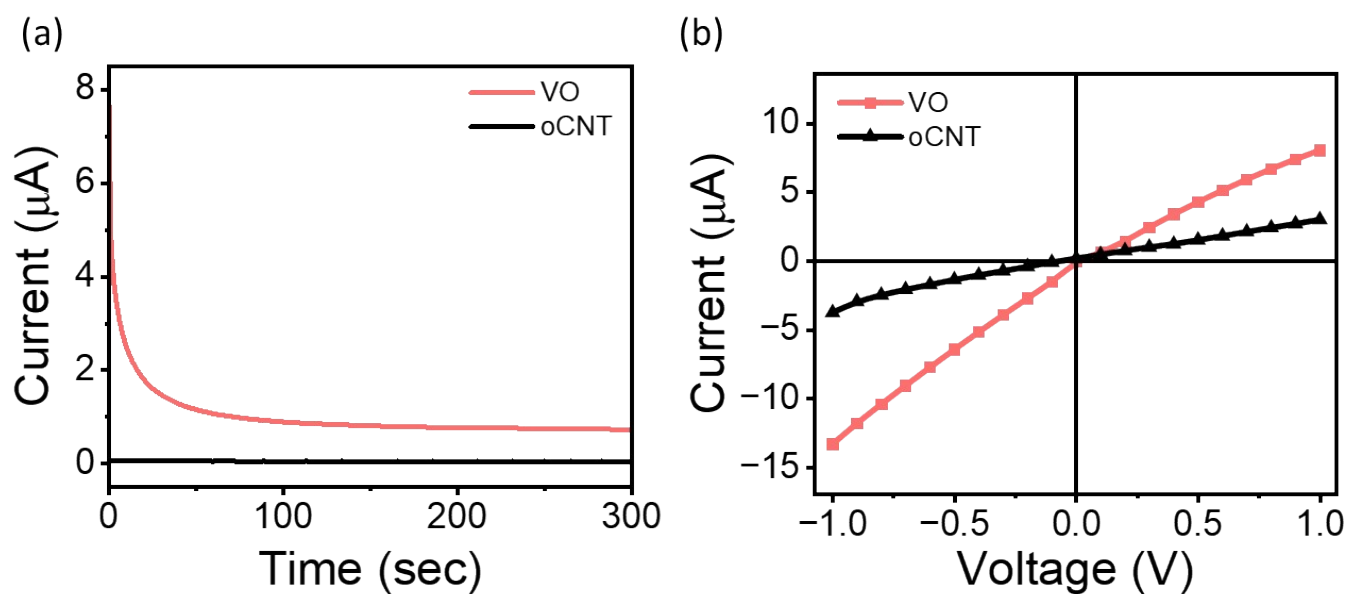 (a)
VO
oCNT
8
6
4
2
0
Current (μA)
0
100
200
300
Time (sec)
(b)
VO
oCNT
10
5
0
−5
−10
−15
Current (μA)
−1.0
−0.5
0.0
0.5
1.0
Voltage (V)